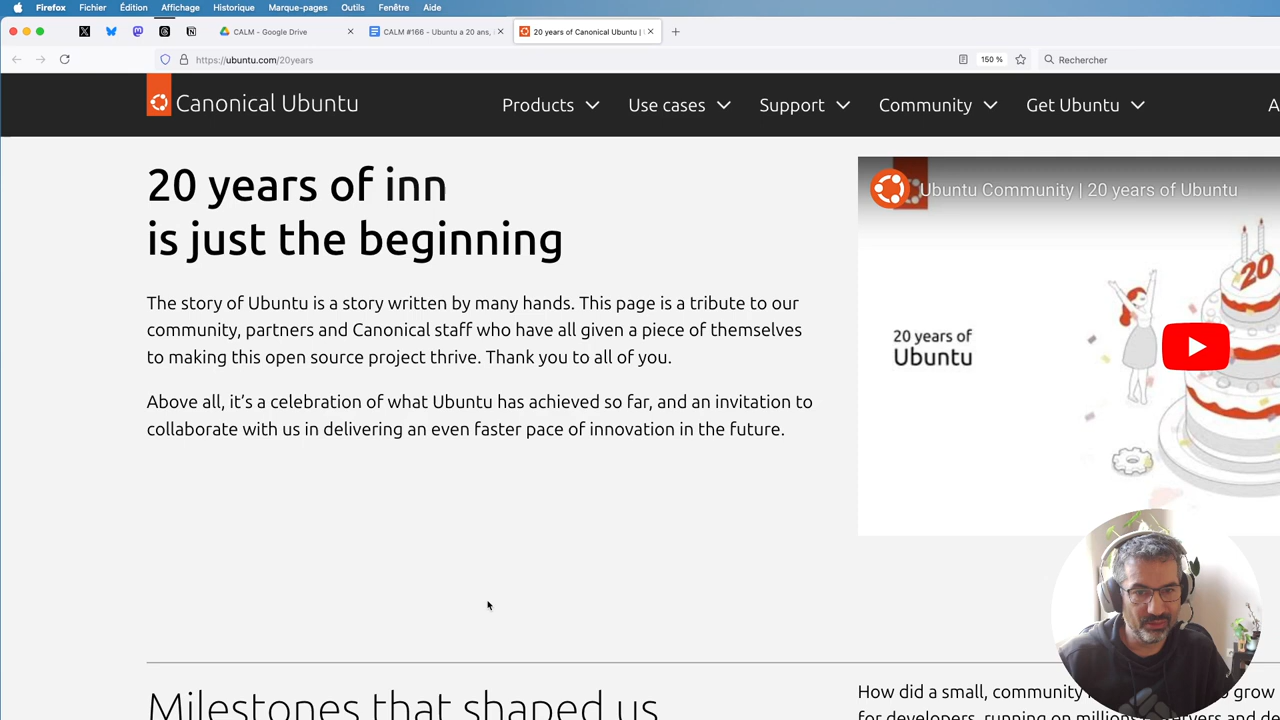 Firefox Fichier Édition Affichage Historique Marque-pages Outils Fenêtre Aide
CALM - Google Drive
CALM #166 - Ubuntu a 20 ans,
20 years of Canonical Ubuntu |
https://ubuntu.com/20years
150 %
Rechercher
Canonical Ubuntu
Products Use cases Support Community Get Ubuntu A
20 years of inn
is just the beginning
The story of Ubuntu is a story written by many hands. This page is a tribute to our
community, partners and Canonical staff who have all given a piece of themselves
to making this open source project thrive. Thank you to all of you.
Above all, it’s a celebration of what Ubuntu has achieved so far, and an invitation to
collaborate with us in delivering an even faster pace of innovation in the future.
Ubuntu Community | 20 years of Ubuntu
20
20 years of
Ubuntu
Milestones that shaped us
How did a small, community grow
for developers, running on millions servers and